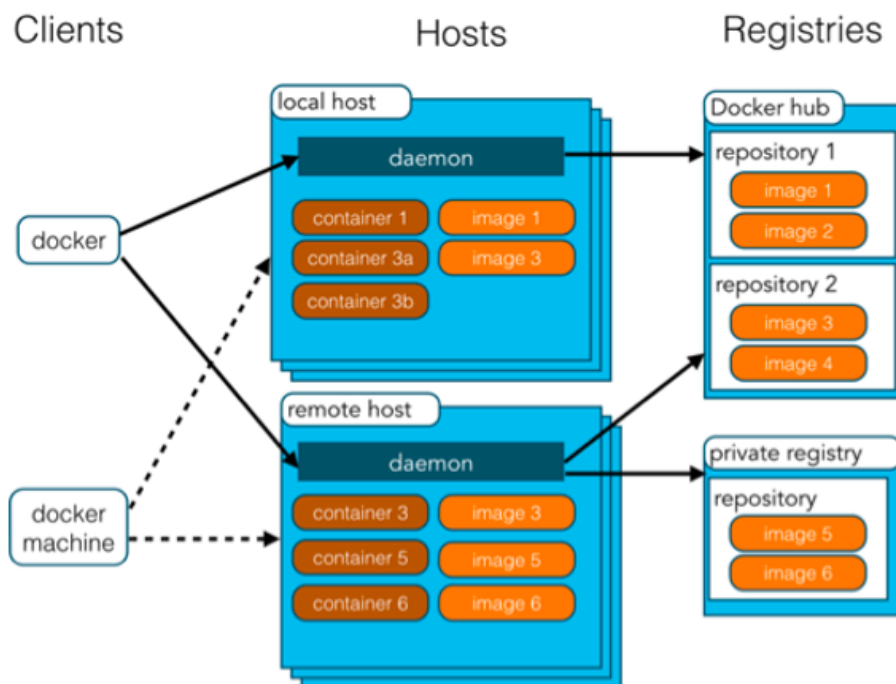 Clients
Hosts
Registries
docker
docker
machine
local host
daemon
container 1
image 1
container 3a
image 3
container 3b
remote host
daemon
container 3
image 3
container 5
image 5
container 6
image 6
Docker hub
repository 1
image 1
image 2
repository 2
image 3
image 4
private registry
repository
image 5
image 6